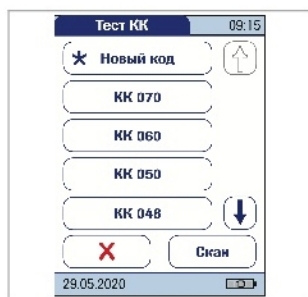 Тест КК 09:15
* Новый код
КК 070
КК 060
КК 050
КК 048
X Скан
29.05.2020